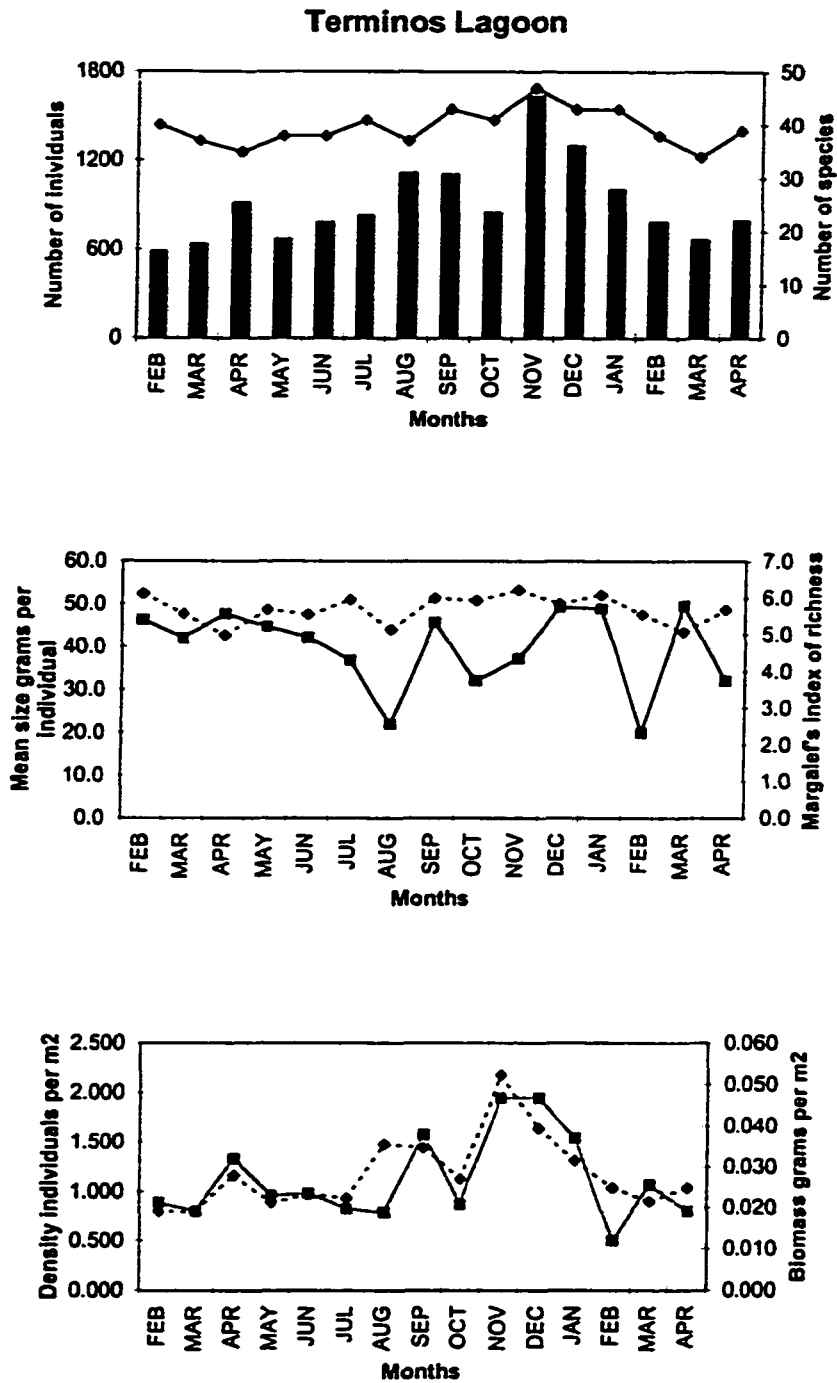 Terminos Lagoon
Number of inividuals
1800
1200
600
0
50
40
30
20
10
0
Number of species
FEB MAR APR MAY JUN JUL AUG SEP OCT NOV DEC JAN FEB MAR APR
Months
Mean size grams per
individual
60.0
50.0
40.0
30.0
20.0
10.0
0.0
7.0
6.0
5.0
4.0
3.0
2.0
1.0
0.0
Margalef's index of richness
FEB MAR APR MAY JUN JUL AUG SEP OCT NOV DEC JAN FEB MAR APR
Months
Density individuals per m2
2.500
2.000
1.500
1.000
0.500
0.000
0.060
0.050
0.040
0.030
0.020
0.010
0.000
Biomass grams per m2
FEB MAR APR MAY JUN JUL AUG SEP OCT NOV DEC JAN FEB MAR APR
Months